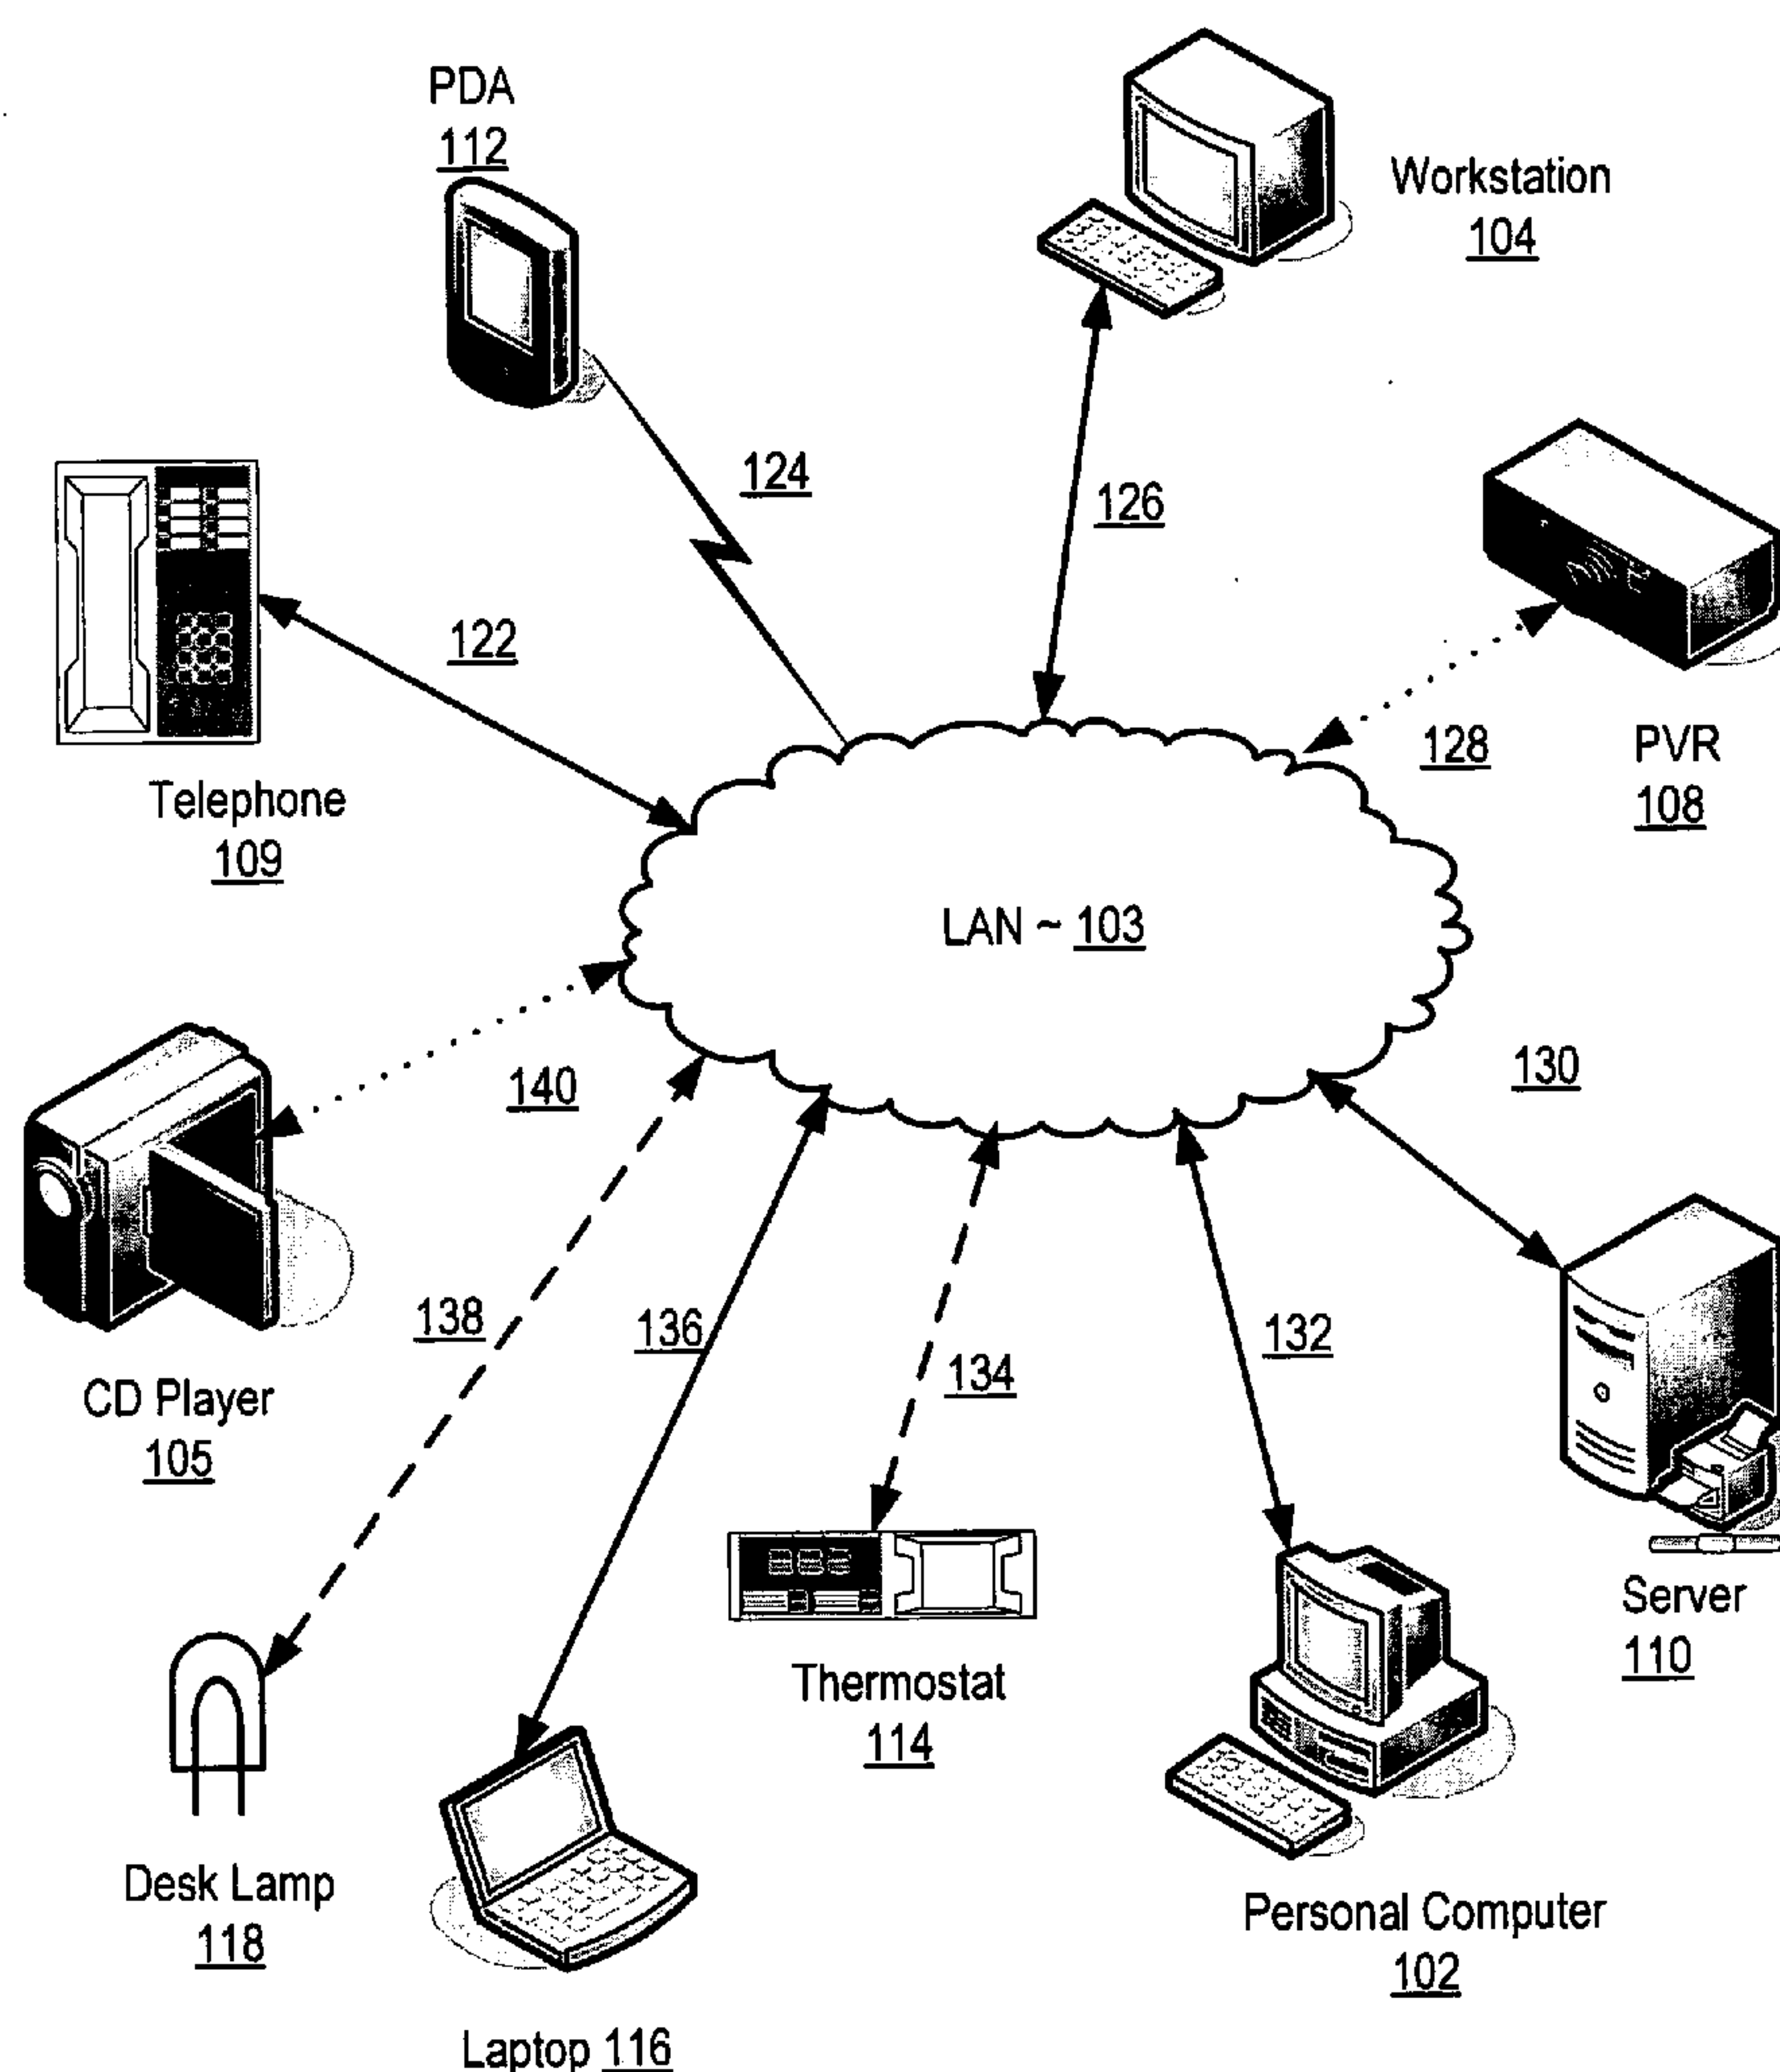 PDA
112
Workstation
104
124
126
122
128
PVR
108
Telephone
109
LAN ~ 103
130
140
CD Player
105
138
136
134
132
Server
110
Thermostat
114
Desk Lamp
118
Personal Computer
102
Laptop 116